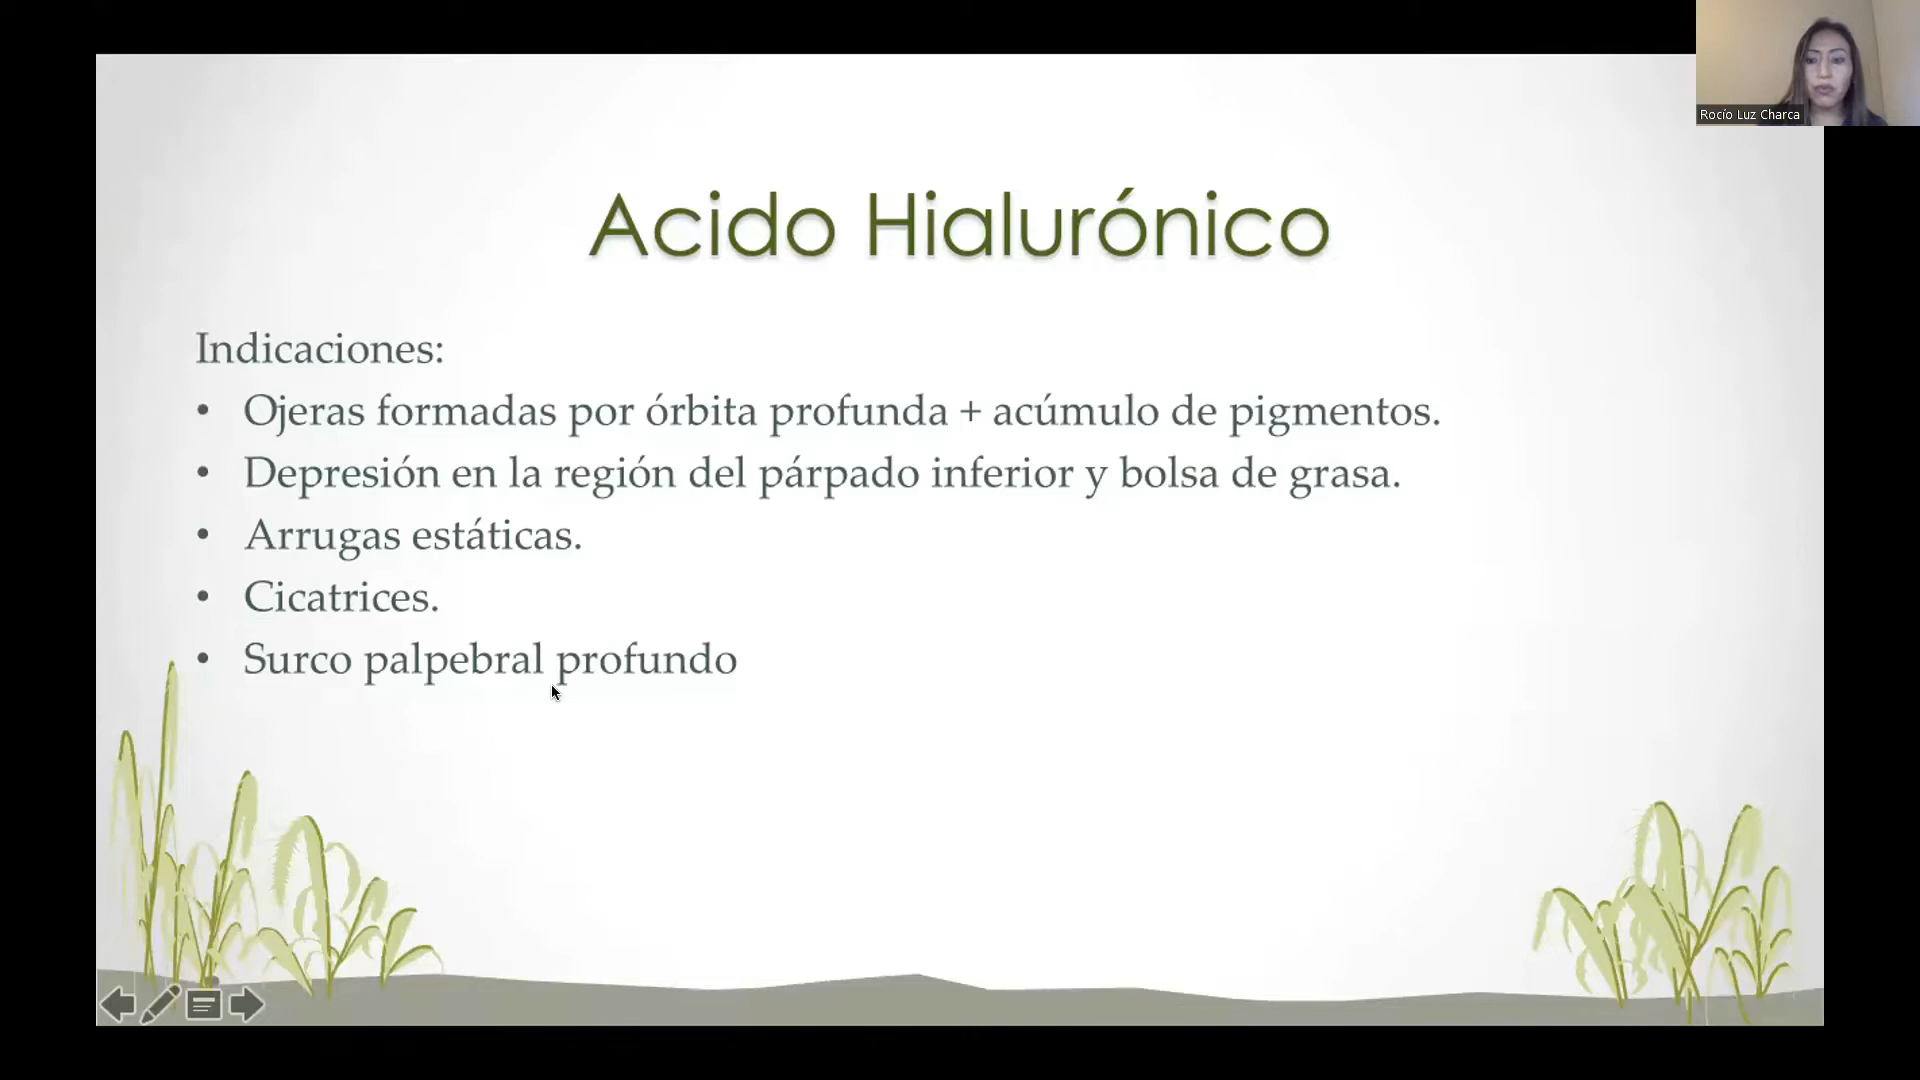 Rocío Luz Charca
Acido Hialurónico
Indicaciones:
• Ojeras formadas por órbita profunda + acúmulo de pigmentos.
• Depresión en la región del párpado inferior y bolsa de grasa.
• Arrugas estáticas.
• Cicatrices.
• Surco palpebral profundo